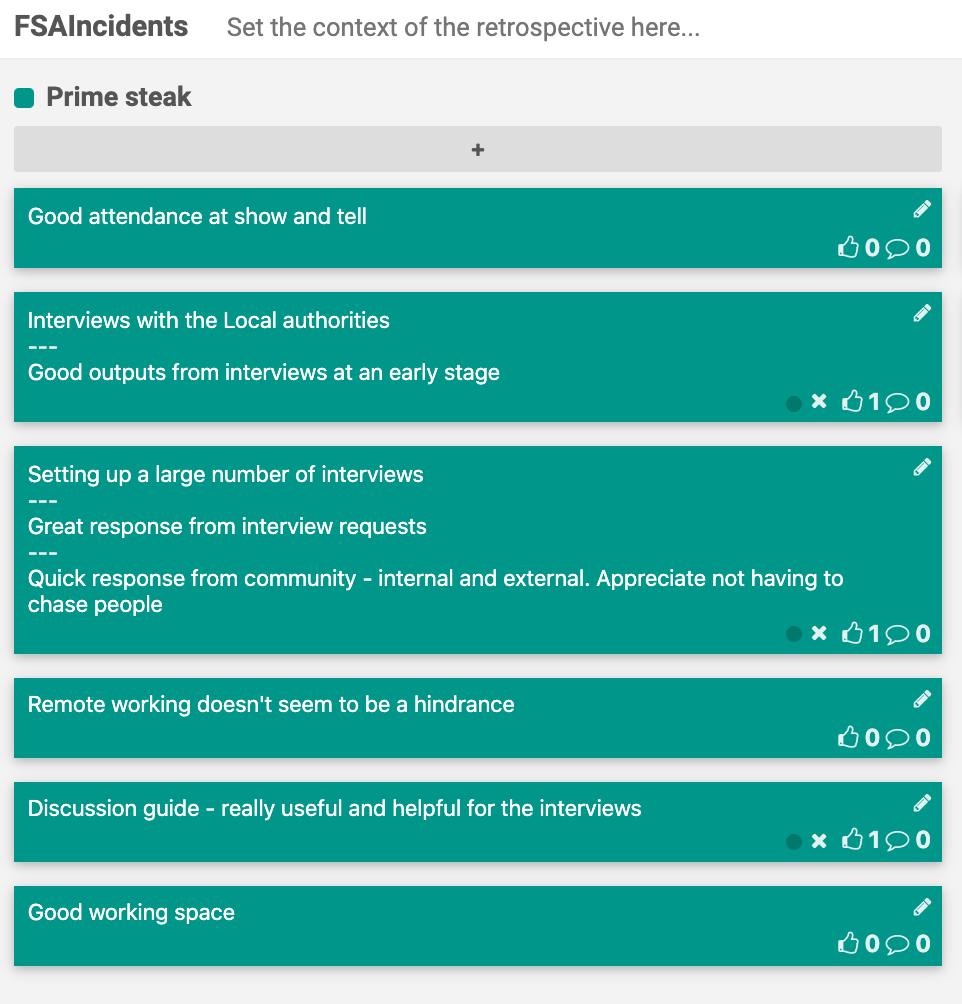 FSAIncidents Set the context of the retrospective here...
Prime steak
+
Good attendance at show and tell
0 0
Interviews with the Local authorities
---
Good outputs from interviews at an early stage
1 0
Setting up a large number of interviews
---
Great response from interview requests
---
Quick response from community - internal and external. Appreciate not having to
chase people
1 0
Remote working doesn't seem to be a hindrance
0 0
Discussion guide - really useful and helpful for the interviews
1 0
Good working space
0 0